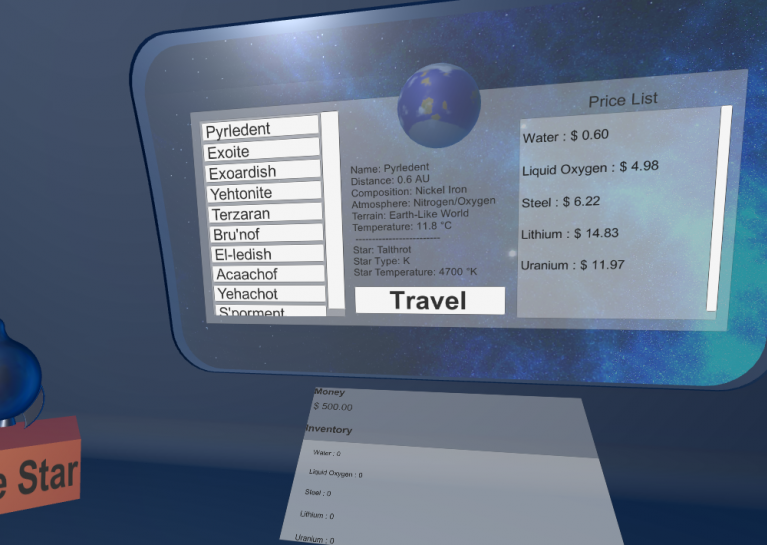 Pyrledent
Exoite
Exoardish
Yehtonite
Terzaran
Bru'nof
El-ledish
Acaachof
Yehachot
S'norment
Name: Pyrledent
Distance: 0.6 AU
Composition: Nickel Iron
Atmosphere: Nitrogen/Oxygen
Terrain: Earth-Like World
Temperature: 11.8 °C
------------------------
Star: Talthrot
Star Type: K
Star Temperature: 4700 °K
Travel
Price List
Water : $ 0.60
Liquid Oxygen : $ 4.98
Steel : $ 6.22
Lithium : $ 14.83
Uranium : $ 11.97
Money
$ 500.00
Inventory
Water : 0
Liquid Oxygen : 0
Steel : 0
Lithium : 0
Uranium : 0
e Star